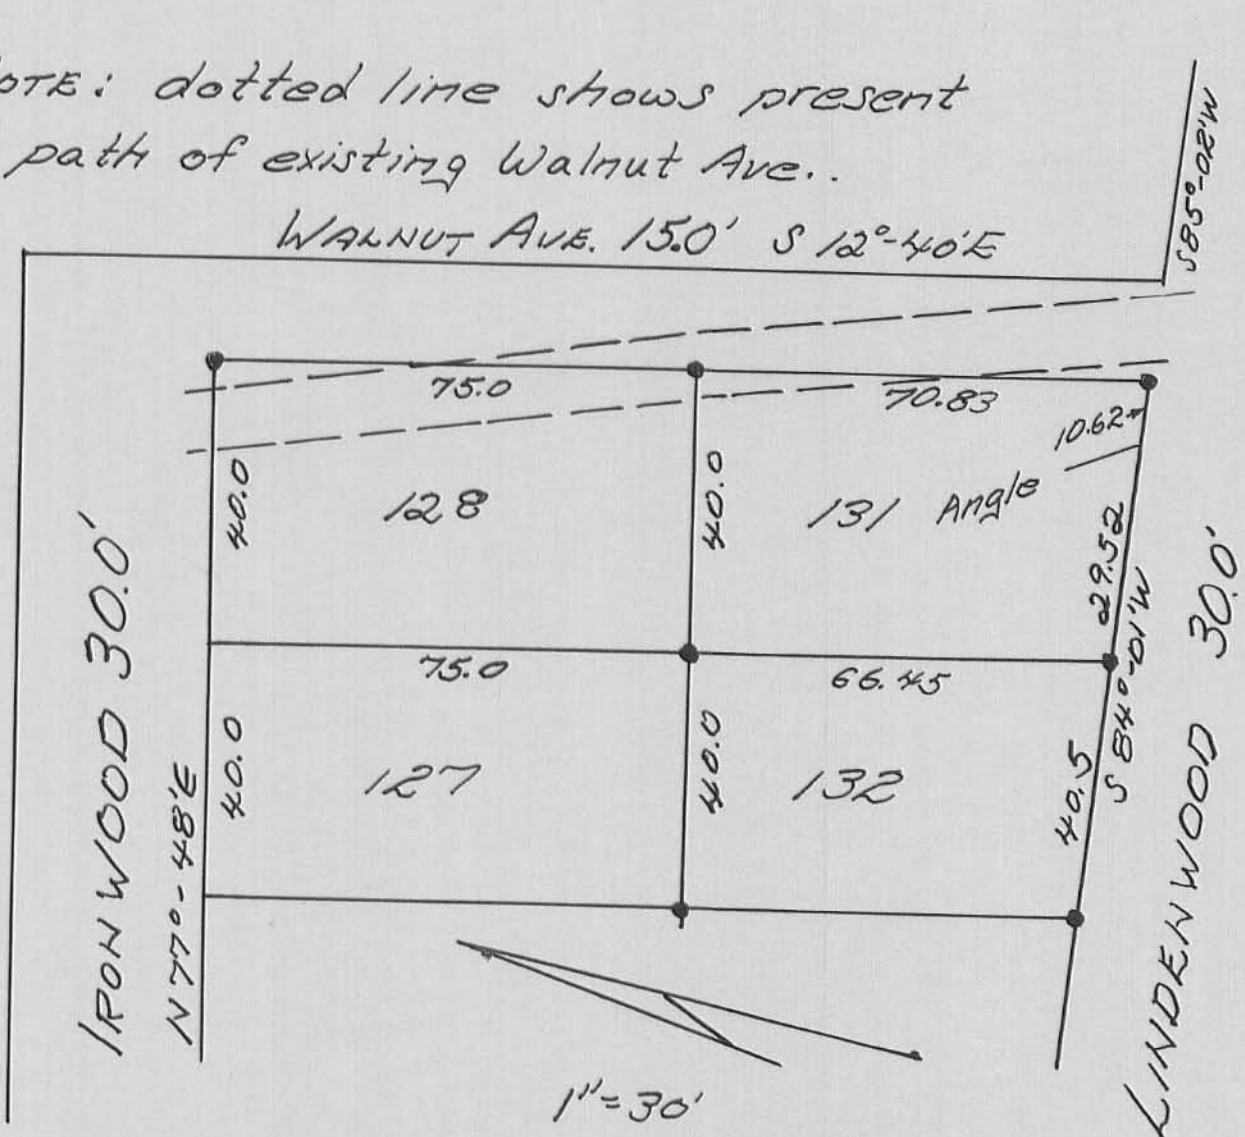 NOTE: dotted line shows present
path of existing Walnut Ave..
WALNUT AVE. 15.0' S 12°-40'E
S85°-02'W
75.0
70.83
10.62
40.0
128
40.0
131
Angle
29.52
S 84°-01'W
IRONWOOD 30.0'
N77°-48'E
LINDENWOOD 30.0'
75.0
66.45
40.0
127
40.0
132
40.5
1"=30'